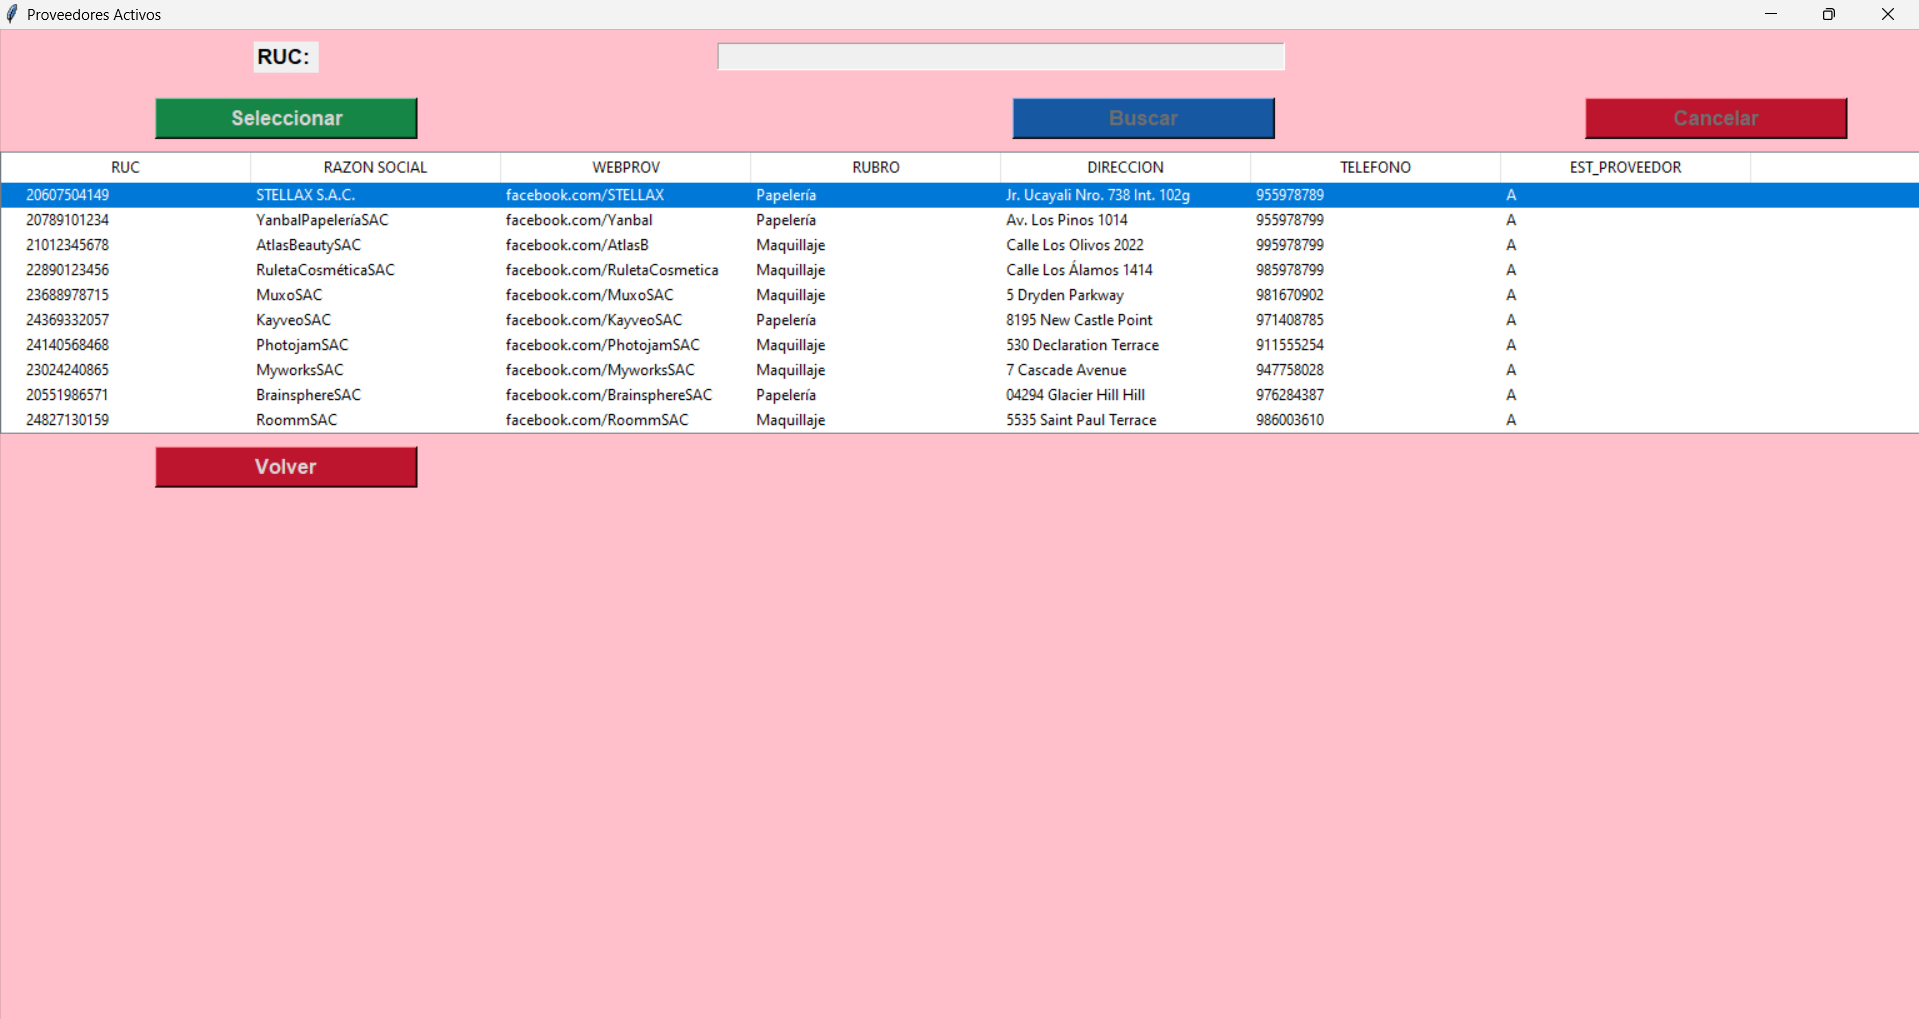 Proveedores Activos
RUC:
Seleccionar Buscar Cancelar
RUC RAZON SOCIAL WEBPROV RUBRO DIRECCION TELEFONO EST_PROVEEDOR
20607504149 STELLAX S.A.C. facebook.com/STELLAX Papelería Jr. Ucayali Nro. 738 Int. 102g 955978789 A
20789101234 YanbalPapeleríaSAC facebook.com/Yanbal Papelería Av. Los Pinos 1014 955978799 A
21012345678 AtlasBeautySAC facebook.com/AtlasB Maquillaje Calle Los Olivos 2022 995978799 A
22890123456 RuletaCosméticaSAC facebook.com/RuletaCosmetica Maquillaje Calle Los Álamos 1414 985978799 A
23688978715 MuxoSAC facebook.com/MuxoSAC Maquillaje 5 Dryden Parkway 981670902 A
24369332057 KayveoSAC facebook.com/KayveoSAC Papelería 8195 New Castle Point 971408785 A
24140568468 PhotojamSAC facebook.com/PhotojamSAC Maquillaje 530 Declaration Terrace 911555254 A
23024240865 MyworksSAC facebook.com/MyworksSAC Maquillaje 7 Cascade Avenue 947758028 A
20551986571 BrainsphereSAC facebook.com/BrainsphereSAC Papelería 04294 Glacier Hill Hill 976284387 A
24827130159 RoommSAC facebook.com/RoommSAC Maquillaje 5535 Saint Paul Terrace 986003610 A
Volver